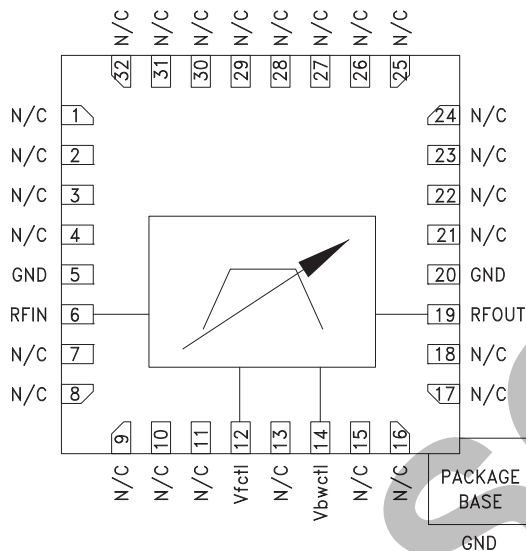 N/C N/C N/C N/C N/C N/C N/C N/C
32 31 30 29 28 27 26 25
N/C 1 24 N/C
N/C 2 23 N/C
N/C 3 22 N/C
N/C 4 21 N/C
GND 5 20 GND
RFIN 6 19 RFOUT
N/C 7 18 N/C
N/C 8 17 N/C
9 10 11 12 13 14 15 16
N/C N/C N/C Vfctl N/C Vbwctl N/C N/C
PACKAGE
BASE
GND